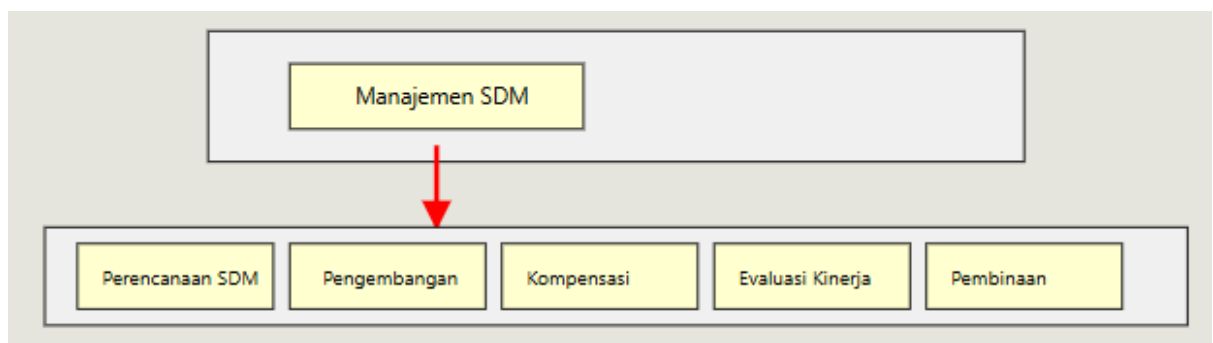 Manajemen SDM
Perencanaan SDM
Pengembangan
Kompensasi
Evaluasi Kinerja
Pembinaan